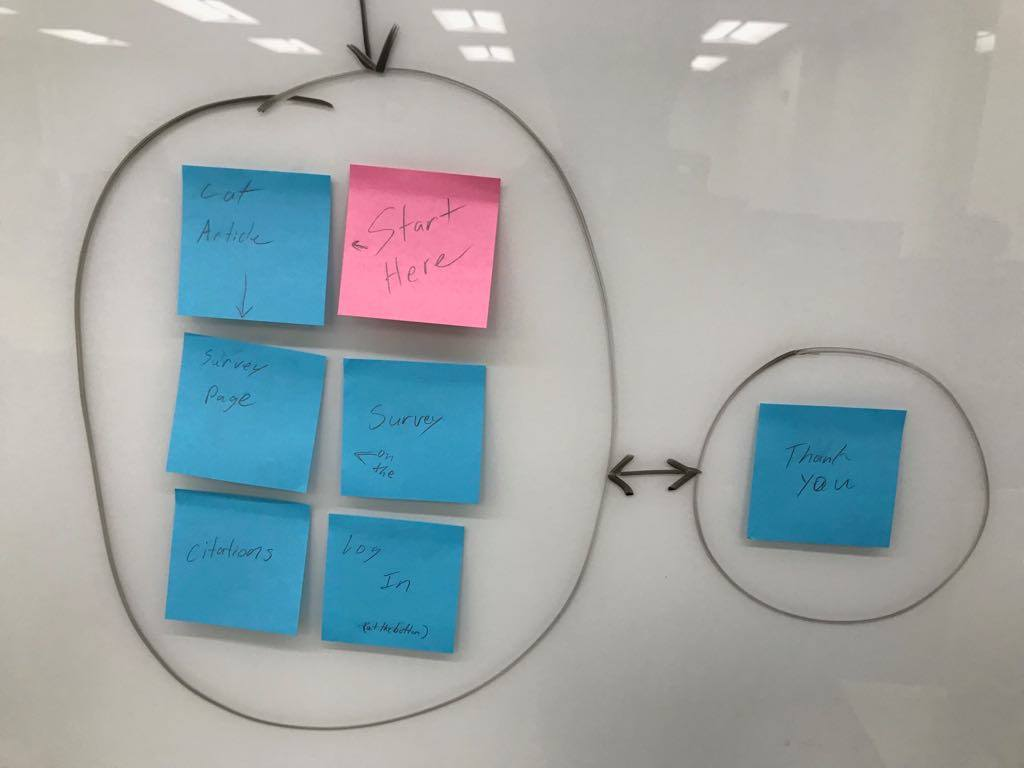 Cat
Article
Start
Here
Survey
Page
Survey
on
the
Citations
Log
In
(at the bottom)
Thank
you